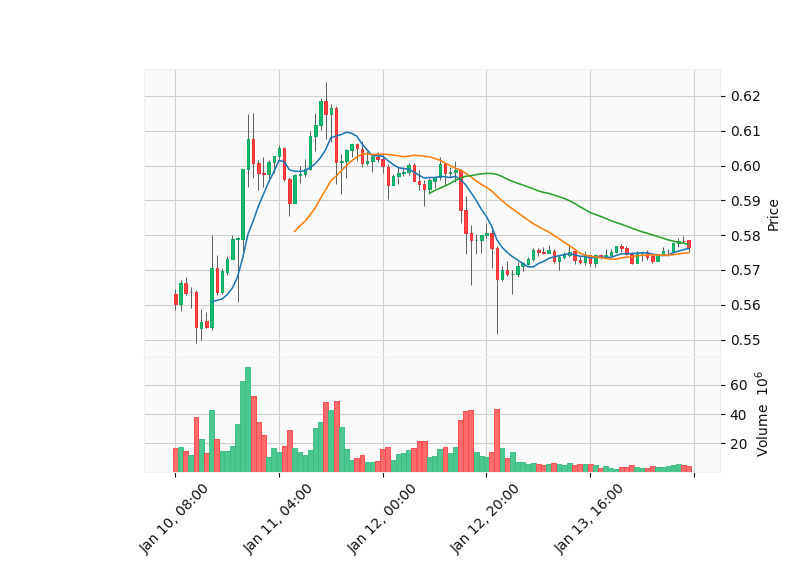 0.62
0.61
0.60
0.59
0.58
0.57
0.56
0.55
Price
60
40
20
Volume 10^6
Jan 10, 08:00
Jan 11, 04:00
Jan 12, 00:00
Jan 12, 20:00
Jan 13, 16:00